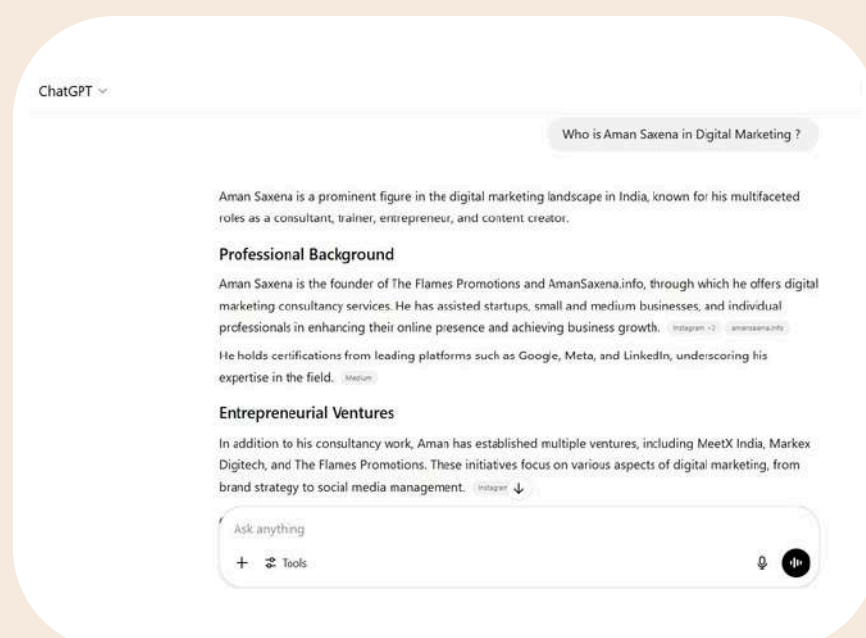 ChatGPT
Who is Aman Saxena in Digital Marketing ?
Aman Saxena is a prominent figure in the digital marketing landscape in India, known for his multifaceted
roles as a consultant, trainer, entrepreneur, and content creator.
Professional Background
Aman Saxena is the founder of The Flames Promotions and AmanSaxena.info, through which he offers digital
marketing consultancy services. He has assisted startups, small and medium businesses, and individual
professionals in enhancing their online presence and achieving business growth. Instagram +2 amansaxena.info
He holds certifications from leading platforms such as Google, Meta, and LinkedIn, underscoring his
expertise in the field. Medium
Entrepreneurial Ventures
In addition to his consultancy work, Aman has established multiple ventures, including MeetX India, Markex
Digitech, and The Flames Promotions. These initiatives focus on various aspects of digital marketing, from
brand strategy to social media management. Instagram
Ask anything
Tools